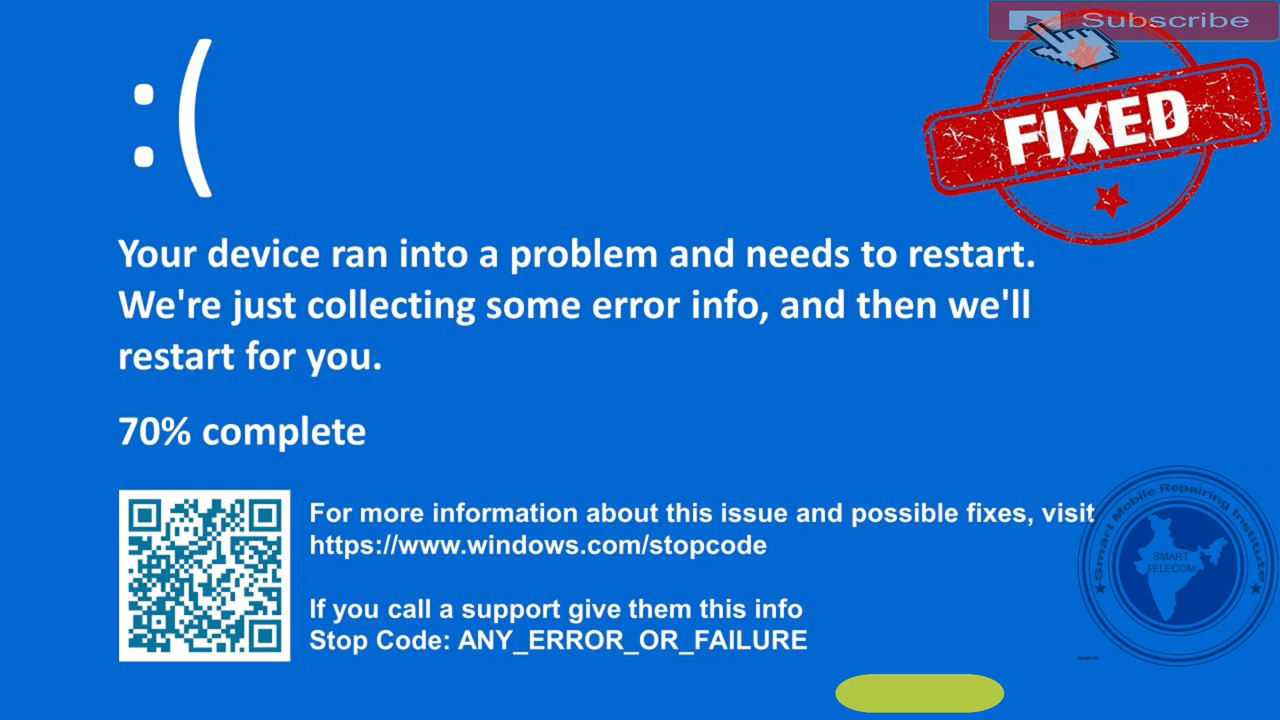 Subscribe
FIXED
:(
Your device ran into a problem and needs to restart.
We're just collecting some error info, and then we'll
restart for you.
70% complete
For more information about this issue and possible fixes, visit
https://www.windows.com/stopcode
If you call a support give them this info
Stop Code: ANY_ERROR_OR_FAILURE
Smart Mobile Repairing Institute
SMART
TELECOM